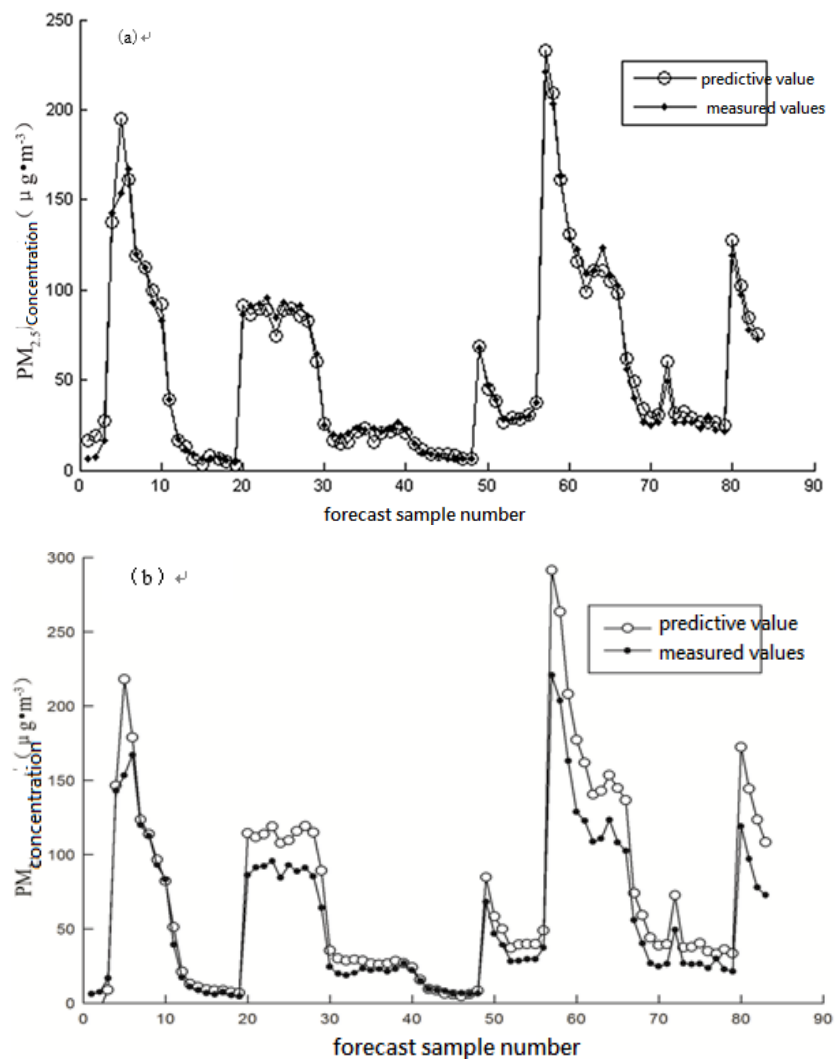 (a)↵
250
200
150
100
50
0
PM2.5 Concentration (μg•m-3)
predictive value
measured values
0 10 20 30 40 50 60 70 80 90
forecast sample number
(b) ↵
300
250
200
150
100
50
0
PM concentration (μg•m-3)
predictive value
measured values
0 10 20 30 40 50 60 70 80 90
forecast sample number